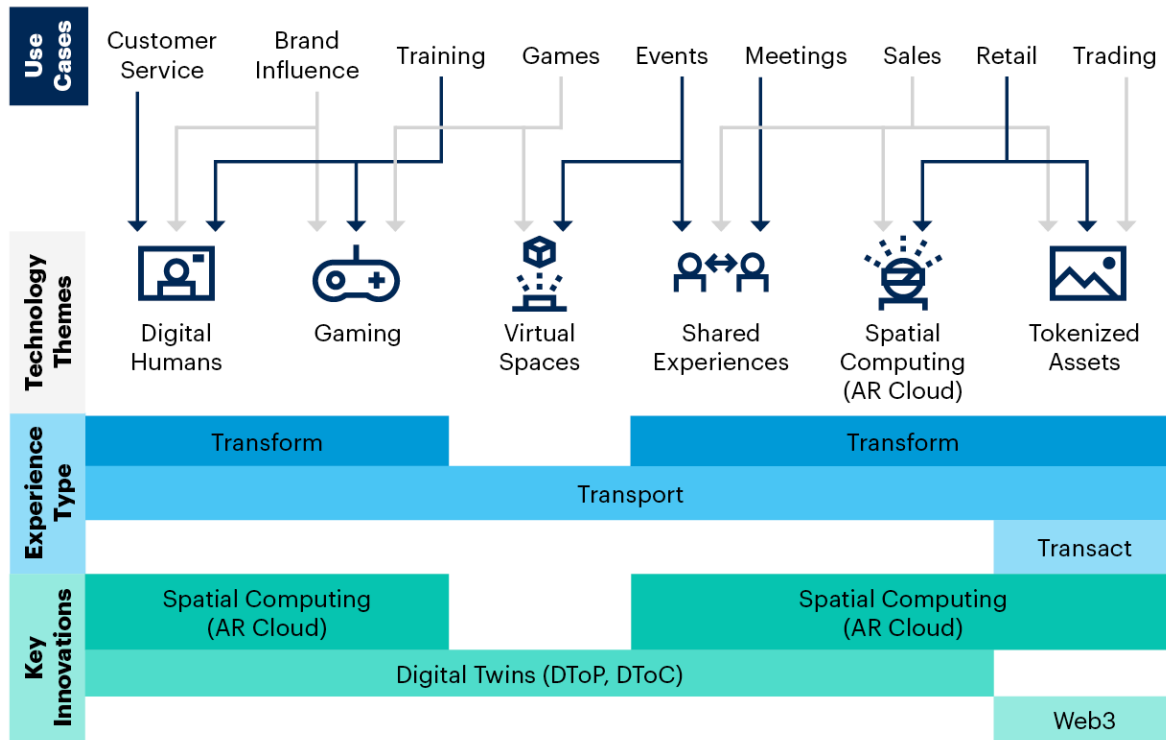 Use
Cases
Customer
Service
Brand
Influence
Training
Games
Events
Meetings
Sales
Retail
Trading
Technology
Themes
Digital
Humans
Gaming
Virtual
Spaces
Shared
Experiences
Spatial
Computing
(AR Cloud)
Tokenized
Assets
Experience
Type
Transform
Transform
Transport
Transact
Key
Innovations
Spatial Computing
(AR Cloud)
Spatial Computing
(AR Cloud)
Digital Twins (DToP, DToC)
Web3